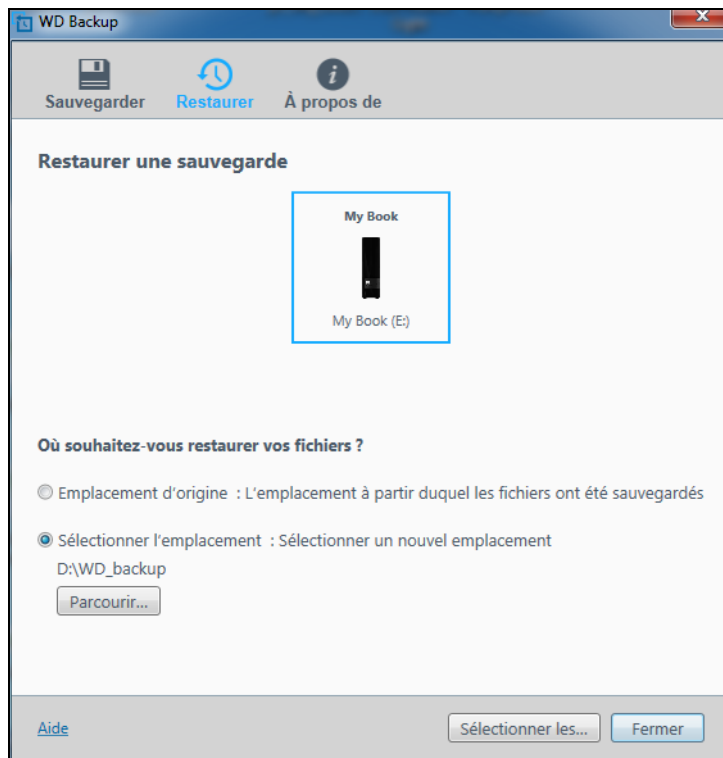 WD Backup
Sauvegarder
Restaurer
À propos de
Restaurer une sauvegarde
My Book
My Book (E:)
Où souhaitez-vous restaurer vos fichiers ?
Emplacement d'origine : L'emplacement à partir duquel les fichiers ont été sauvegardés
Sélectionner l'emplacement : Sélectionner un nouvel emplacement
D:\WD_backup
Parcourir...
Aide
Sélectionner les...
Fermer